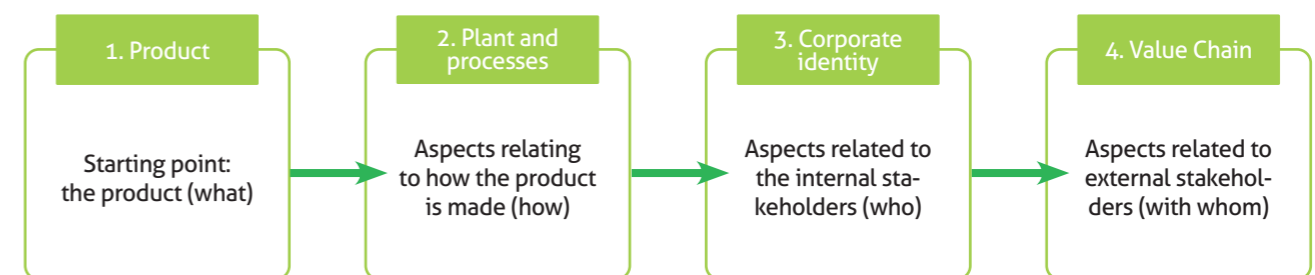 1. Product
Starting point:
the product (what)
2. Plant and
processes
Aspects relating
to how the product
is made (how)
3. Corporate
identity
Aspects related to
the internal sta-
keholders (who)
4. Value Chain
Aspects related to
external stakehol-
ders (with whom)